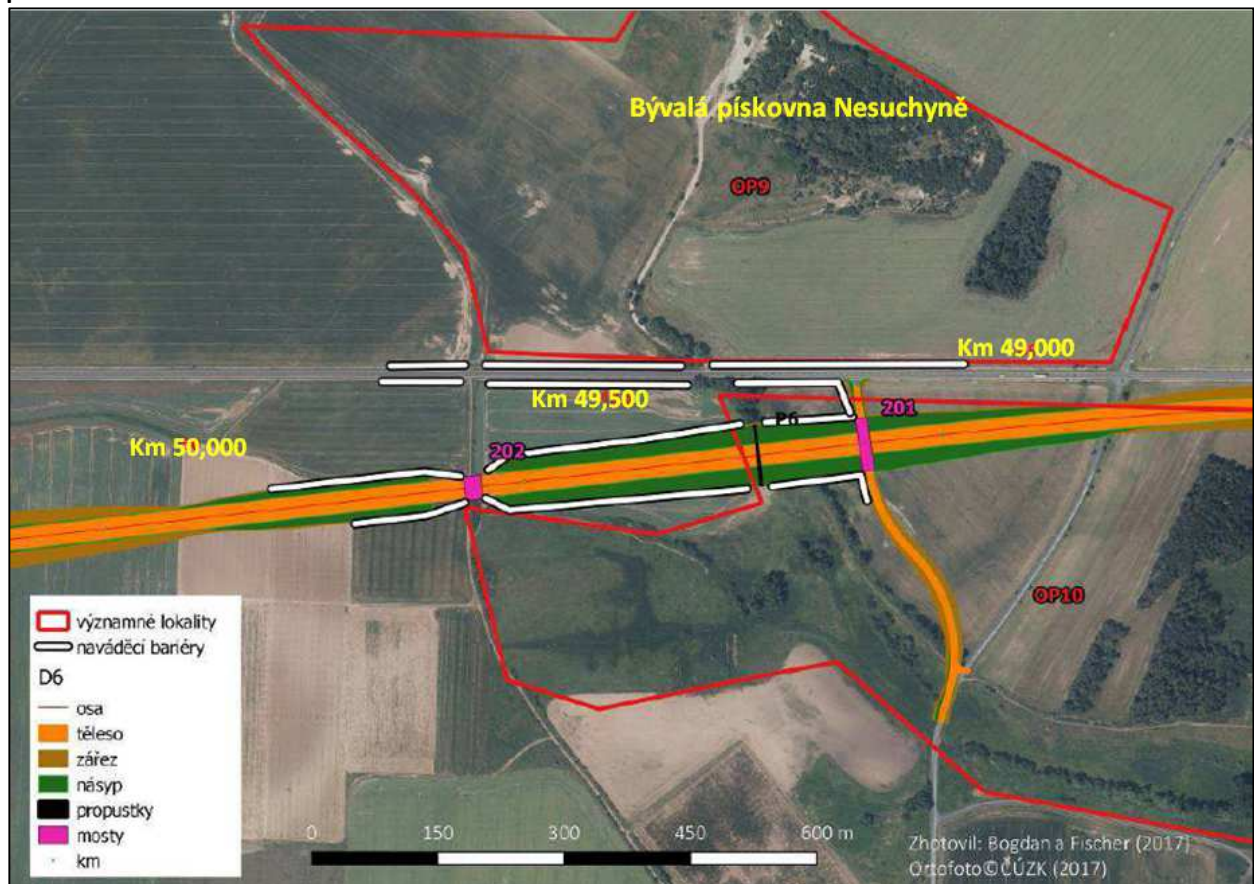 Bývalá pískovna Nesuchyně
OP9
Km 49,000
Km 49,500
P6
201
Km 50,000
202
OP10
významné lokality
naváděcí bariéry
D6
osa
těleso
zářez
násyp
propustky
mosty
km
0 150 300 450 600 m
Zhotovil: Bogdan a Fischer (2017)
Ortofoto©ČÚZK (2017)